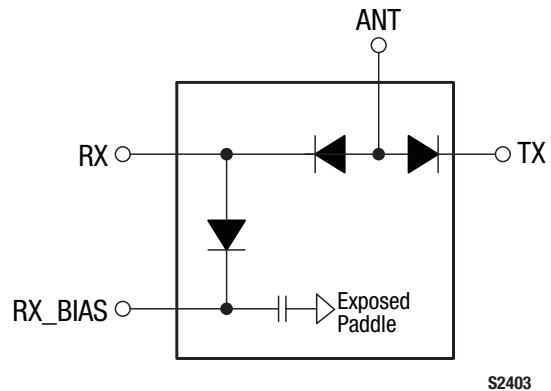 ANT
RX
TX
RX_BIAS
Exposed
Paddle
S2403